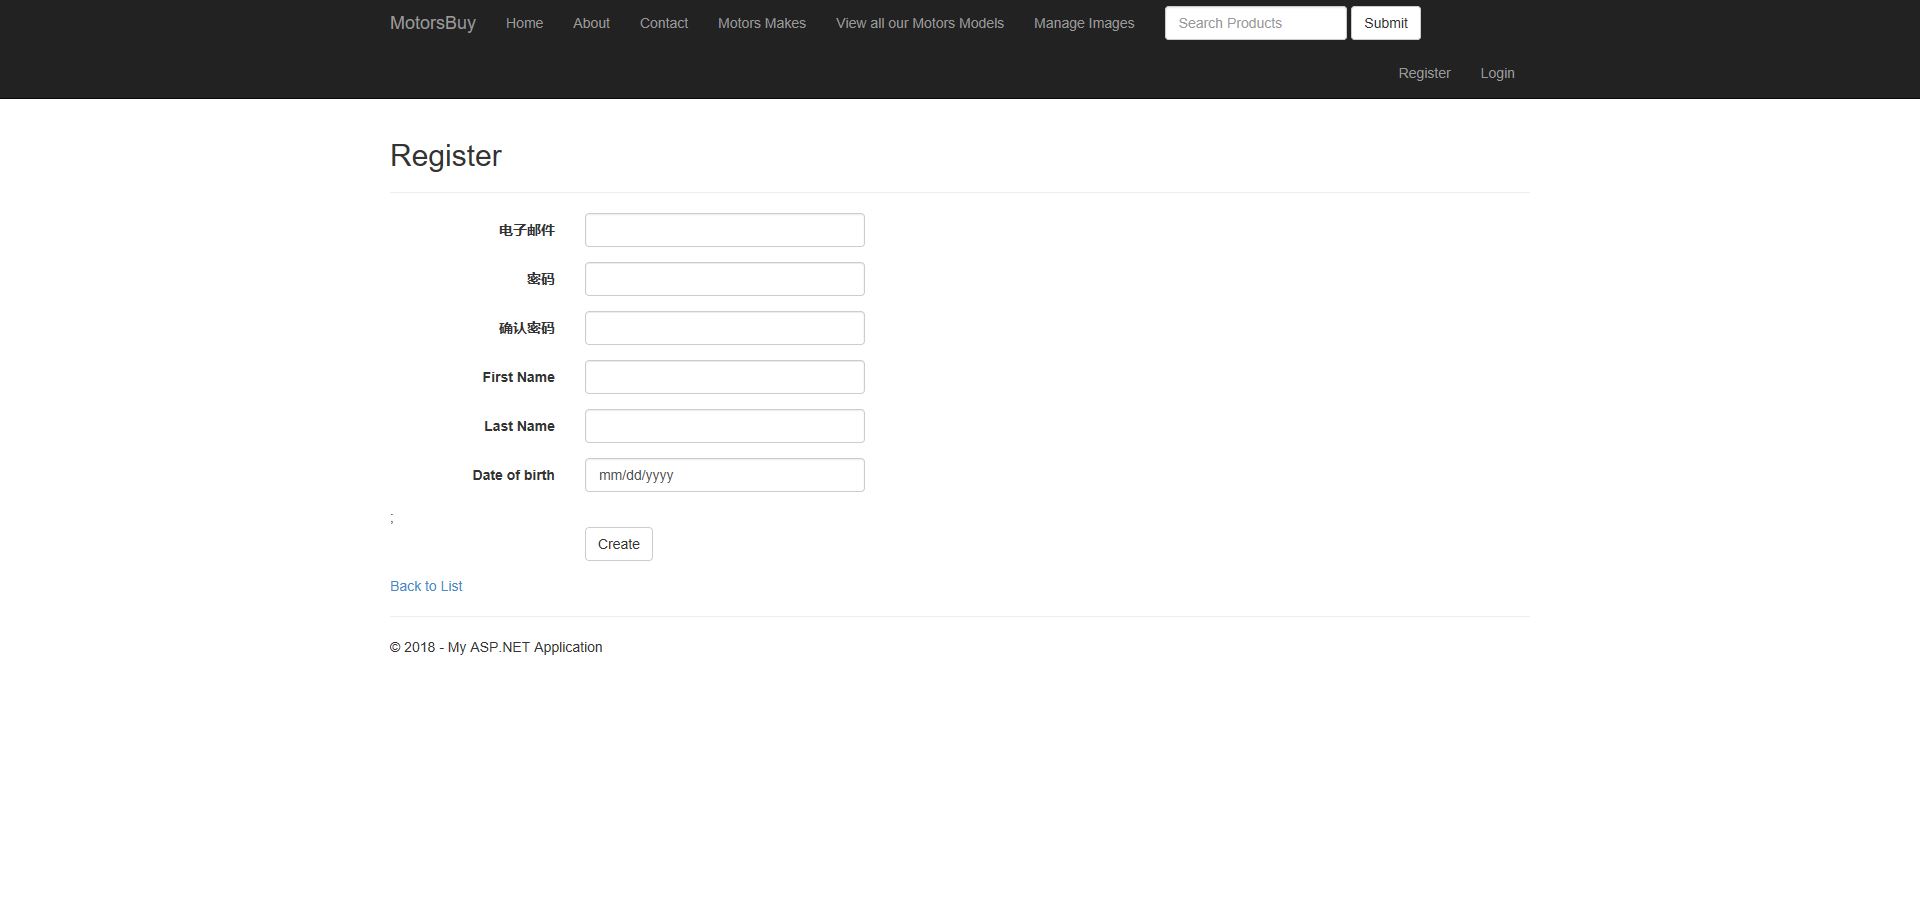 MotorsBuy Home About Contact Motors Makes View all our Motors Models Manage Images Search Products Submit
Register Login
Register
电子邮件
密码
确认密码
First Name
Last Name
Date of birth mm/dd/yyyy
;
Create
Back to List
© 2018 - My ASP.NET Application